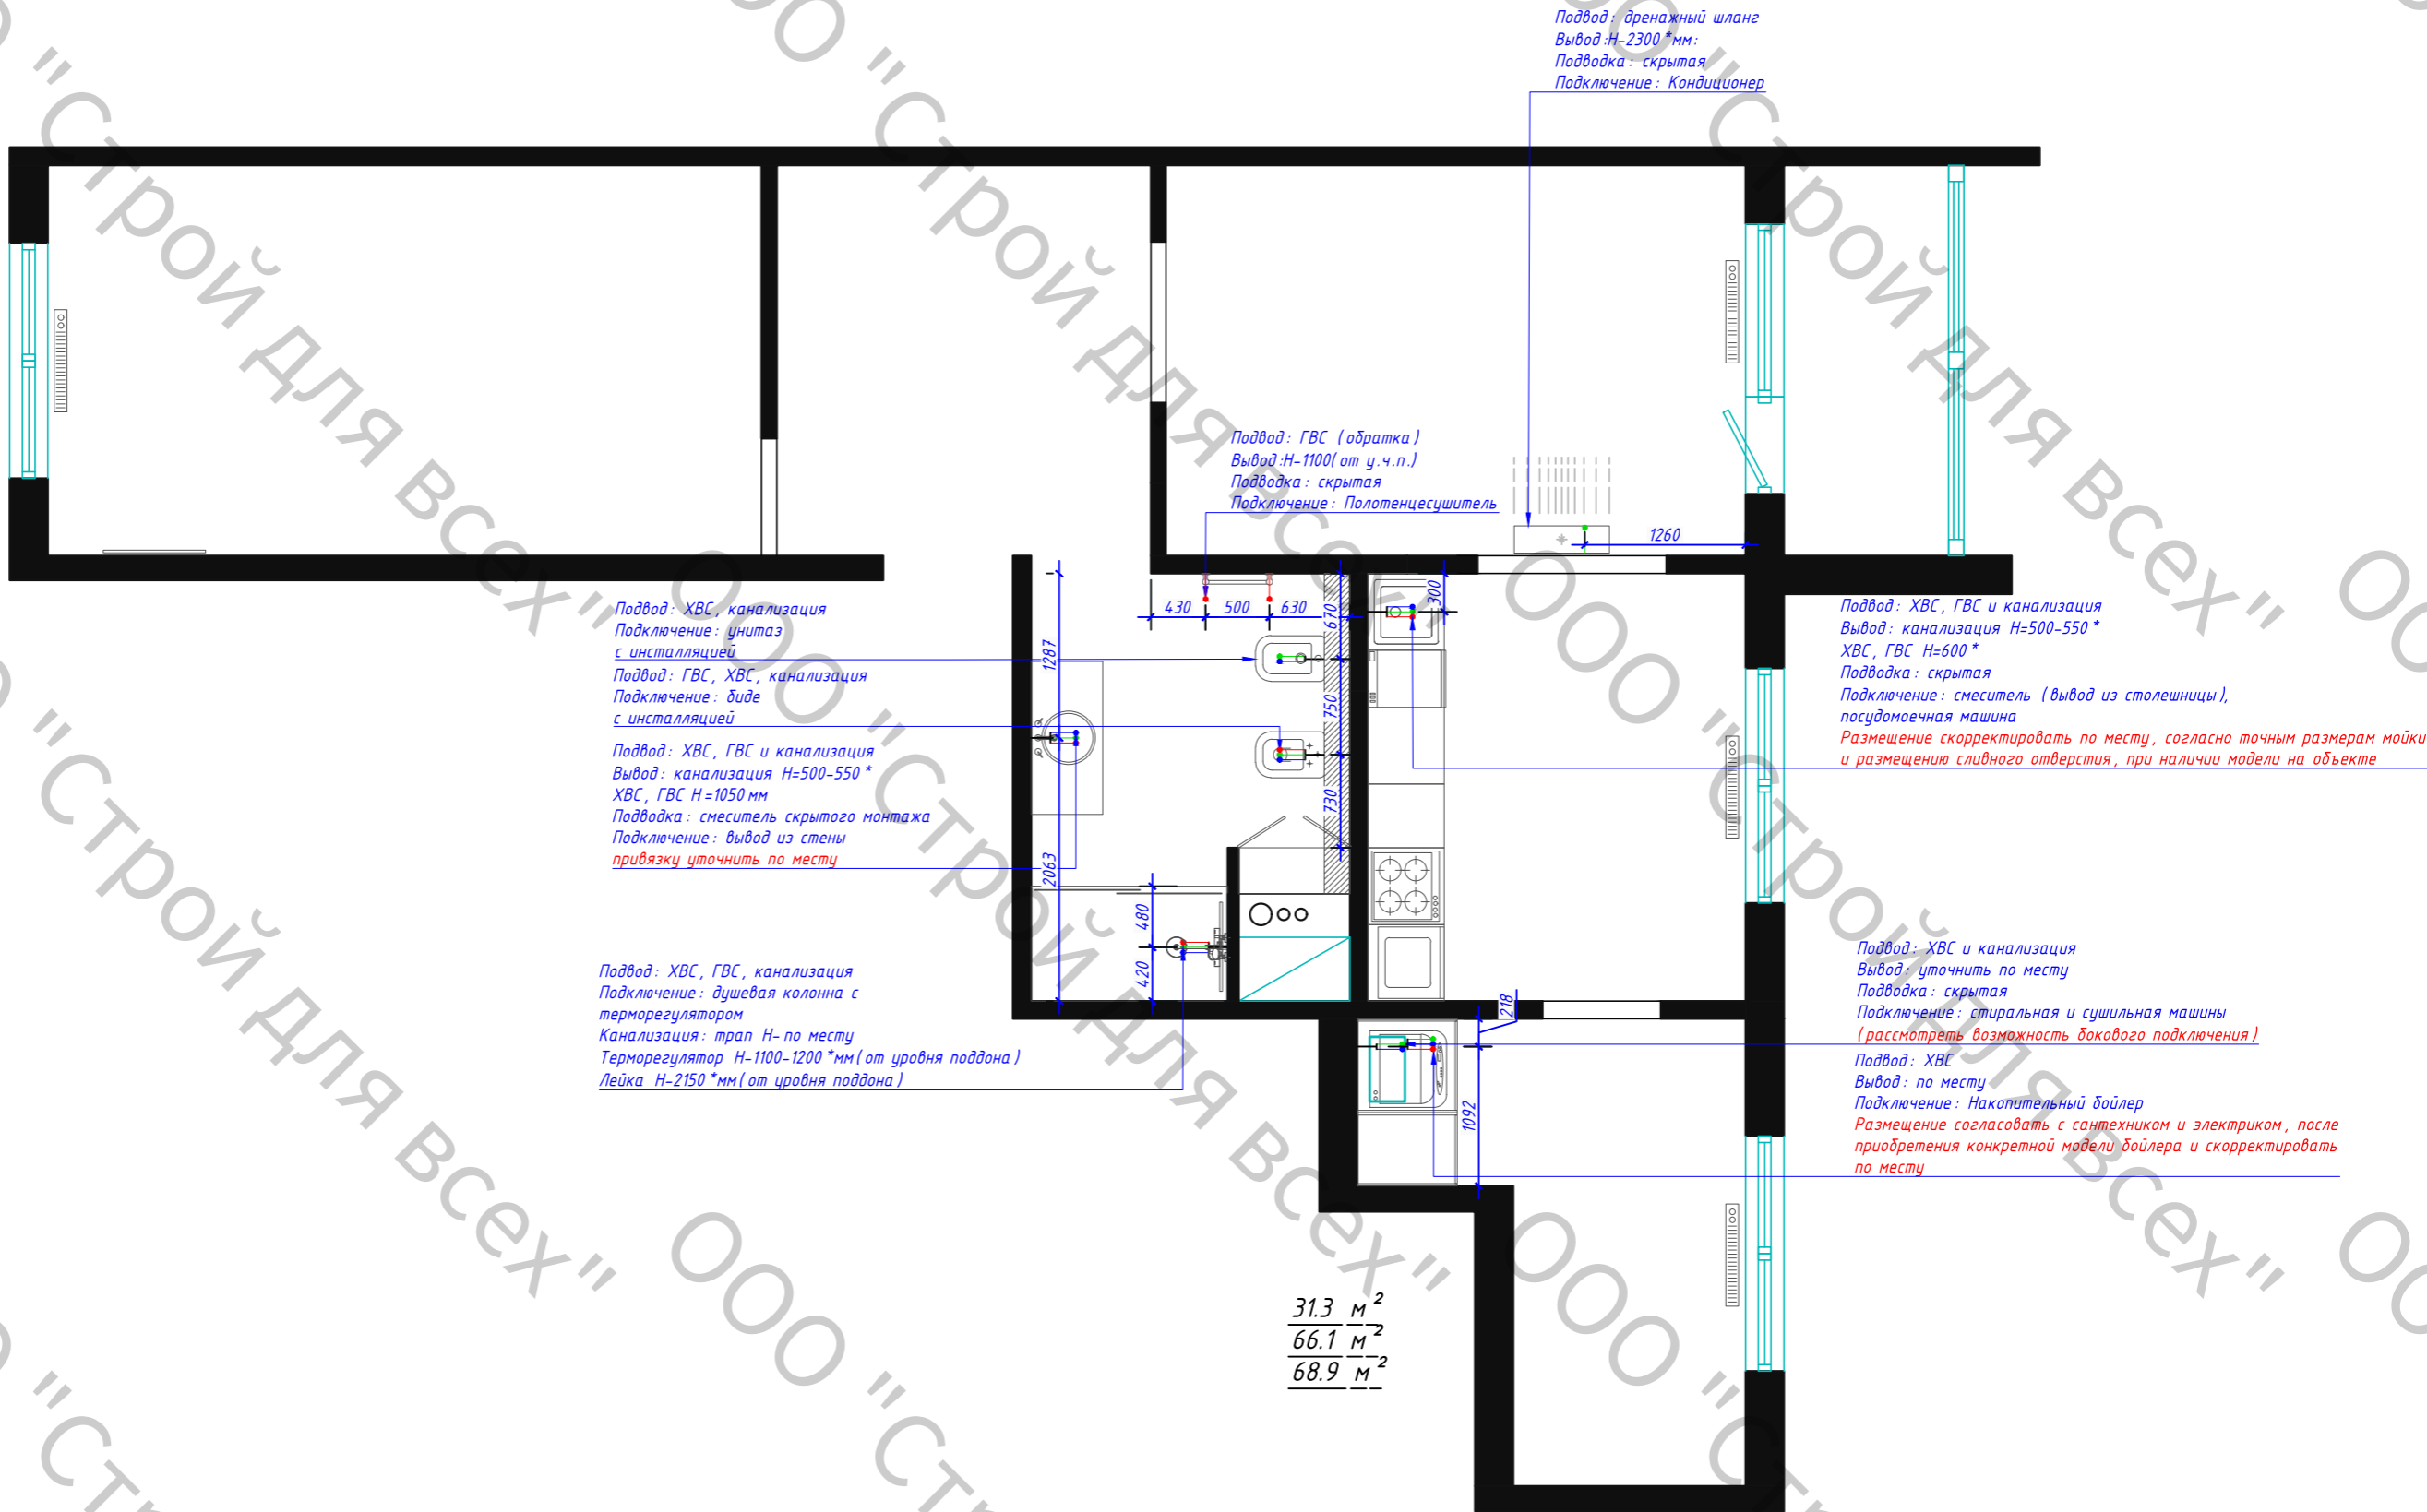 Подвод: дренажный шланг
Вывод:Н-2300*мм:
Подводка: скрытая
Подключение: Кондиционер
Подвод: ГВС (обратка)
Вывод:Н-1100(от у.ч.п.)
Подводка: скрытая
Подключение: Полотенцесушитель
1260
430
500
630
670
300
1287
750
730
2063
480
420
218
1092
Подвод: ХВС, канализация
Подключение: унитаз
с инсталляцией
Подвод: ГВС, ХВС, канализация
Подключение: биде
с инсталляцией
Подвод: ХВС, ГВС и канализация
Вывод: канализация Н=500-550*
ХВС, ГВС Н=1050 мм
Подводка: смеситель скрытого монтажа
Подключение: вывод из стены
привязку уточнить по месту
Подвод: ХВС, ГВС, канализация
Подключение: душевая колонна с
терморегулятором
Канализация: трап Н- по месту
Терморегулятор Н-1100-1200*мм(от уровня поддона)
Лейка Н-2150*мм(от уровня поддона)
Подвод: ХВС, ГВС и канализация
Вывод: канализация Н=500-550*
ХВС, ГВС Н=600*
Подводка: скрытая
Подключение: смеситель (вывод из столешницы),
посудомоечная машина
Размещение скорректировать по месту, согласно точным размерам мойки
и размещению сливного отверстия, при наличии модели на объекте
Подвод: ХВС и канализация
Вывод: уточнить по месту
Подводка: скрытая
Подключение: стиральная и сушильная машины
(рассмотреть возможность бокового подключения)
Подвод: ХВС
Вывод: по месту
Подключение: Накопительный бойлер
Размещение согласовать с сантехником и электриком, после
приобретения конкретной модели бойлера и скорректировать
по месту
31.3 м²
66.1 м²
68.9 м²
ООО "Строй для всех"